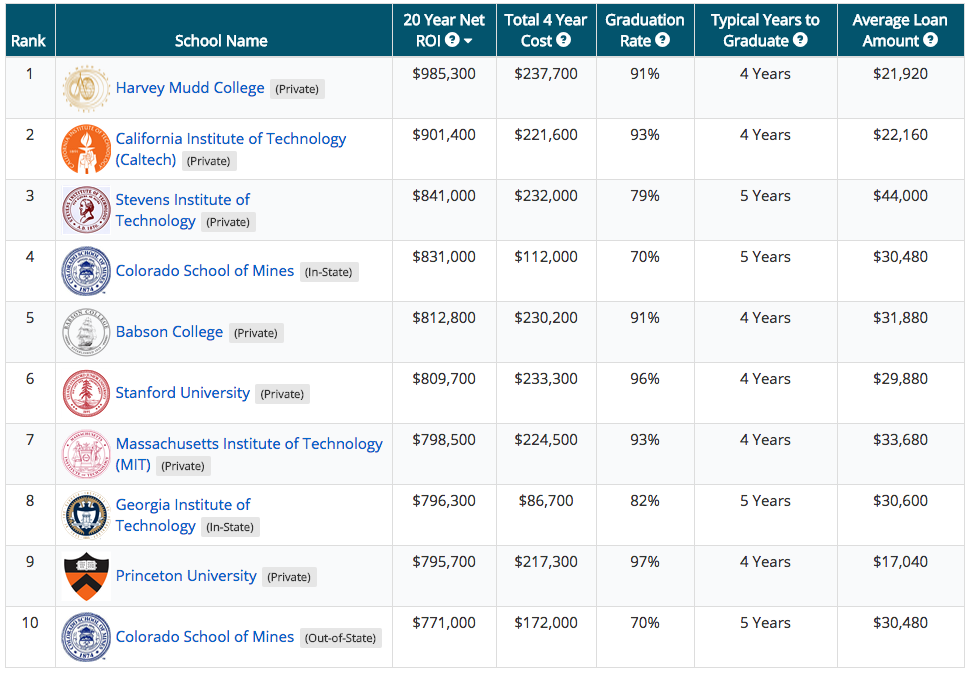 Rank School Name 20 Year Net ROI Total 4 Year Cost Graduation Rate Typical Years to Graduate Average Loan Amount
1 Harvey Mudd College (Private) $985,300 $237,700 91% 4 Years $21,920
2 California Institute of Technology (Caltech) (Private) $901,400 $221,600 93% 4 Years $22,160
3 Stevens Institute of Technology (Private) $841,000 $232,000 79% 5 Years $44,000
4 Colorado School of Mines (In-State) $831,000 $112,000 70% 5 Years $30,480
5 Babson College (Private) $812,800 $230,200 91% 4 Years $31,880
6 Stanford University (Private) $809,700 $233,300 96% 4 Years $29,880
7 Massachusetts Institute of Technology (MIT) (Private) $798,500 $224,500 93% 4 Years $33,680
8 Georgia Institute of Technology (In-State) $796,300 $86,700 82% 5 Years $30,600
9 Princeton University (Private) $795,700 $217,300 97% 4 Years $17,040
10 Colorado School of Mines (Out-of-State) $771,000 $172,000 70% 5 Years $30,480